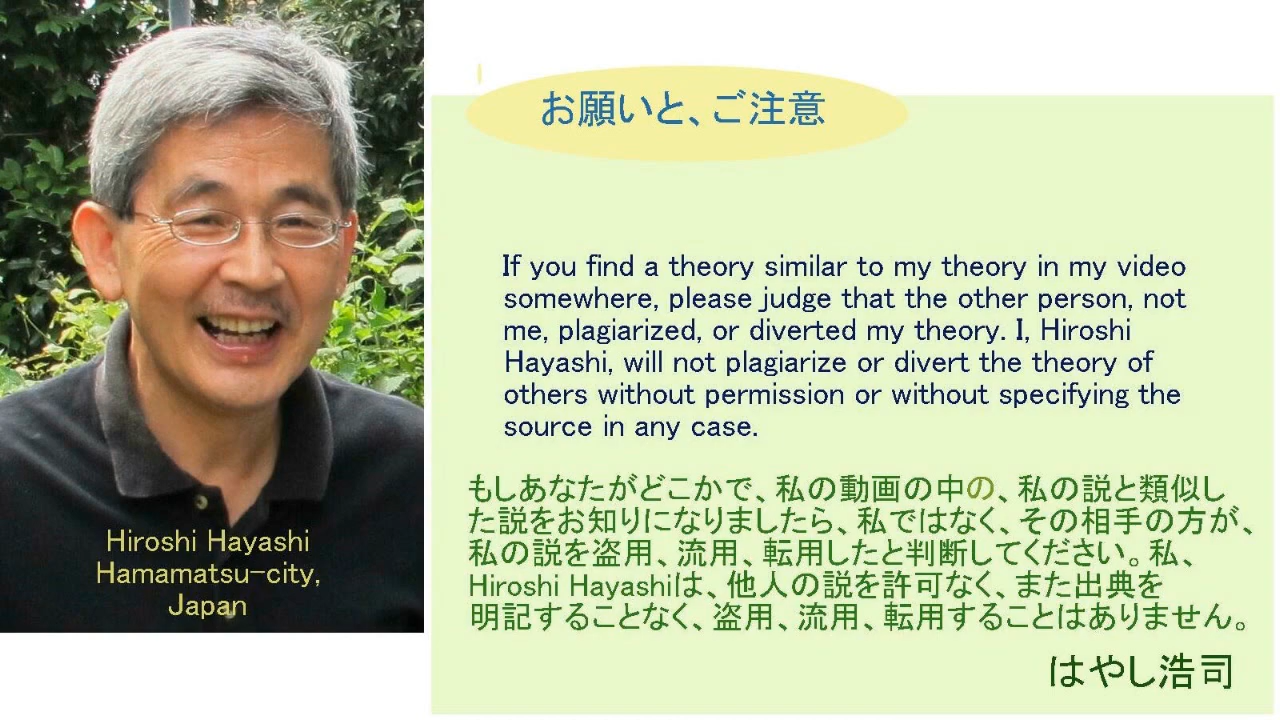 お願いと、ご注意
If you find a theory similar to my theory in my video
somewhere, please judge that the other person, not
me, plagiarized, or diverted my theory. I, Hiroshi
Hayashi, will not plagiarize or divert the theory of
others without permission or without specifying the
source in any case.
もしあなたがどこかで、私の動画の中の、私の説と類似し
た説をお知りになりましたら、私ではなく、その相手の方が、
私の説を盗用、流用、転用したと判断してください。私、
Hiroshi Hayashiは、他人の説を許可なく、また出典を
明記することなく、盗用、流用、転用することはありません。
はやし浩司
Hiroshi Hayashi
Hamamatsu-city,
Japan